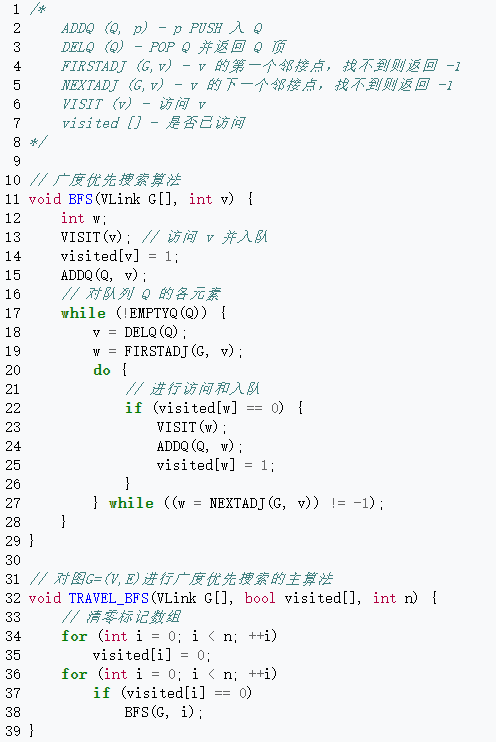 1 /*
2     ADDQ (Q, p) - p PUSH 入 Q
3     DELQ (Q) - POP Q 并返回 Q 顶
4     FIRSTADJ (G,v) - v 的第一个邻接点，找不到则返回 -1
5     NEXTADJ (G,v) - v 的下一个邻接点，找不到则返回 -1
6     VISIT (v) - 访问 v
7     visited [] - 是否已访问
8 */
9
10 // 广度优先搜索算法
11 void BFS(VLink G[], int v) {
12     int w;
13     VISIT(v); // 访问 v 并入队
14     visited[v] = 1;
15     ADDQ(Q, v);
16     // 对队列 Q 的各元素
17     while (!EMPTYQ(Q)) {
18         v = DELQ(Q);
19         w = FIRSTADJ(G, v);
20         do {
21             // 进行访问和入队
22             if (visited[w] == 0) {
23                 VISIT(w);
24                 ADDQ(Q, w);
25                 visited[w] = 1;
26             }
27         } while ((w = NEXTADJ(G, v)) != -1);
28     }
29 }
30
31 // 对图G=(V,E)进行广度优先搜索的主算法
32 void TRAVEL_BFS(VLink G[], bool visited[], int n) {
33     // 清零标记数组
34     for (int i = 0; i < n; ++i)
35         visited[i] = 0;
36     for (int i = 0; i < n; ++i)
37         if (visited[i] == 0)
38             BFS(G, i);
39 }